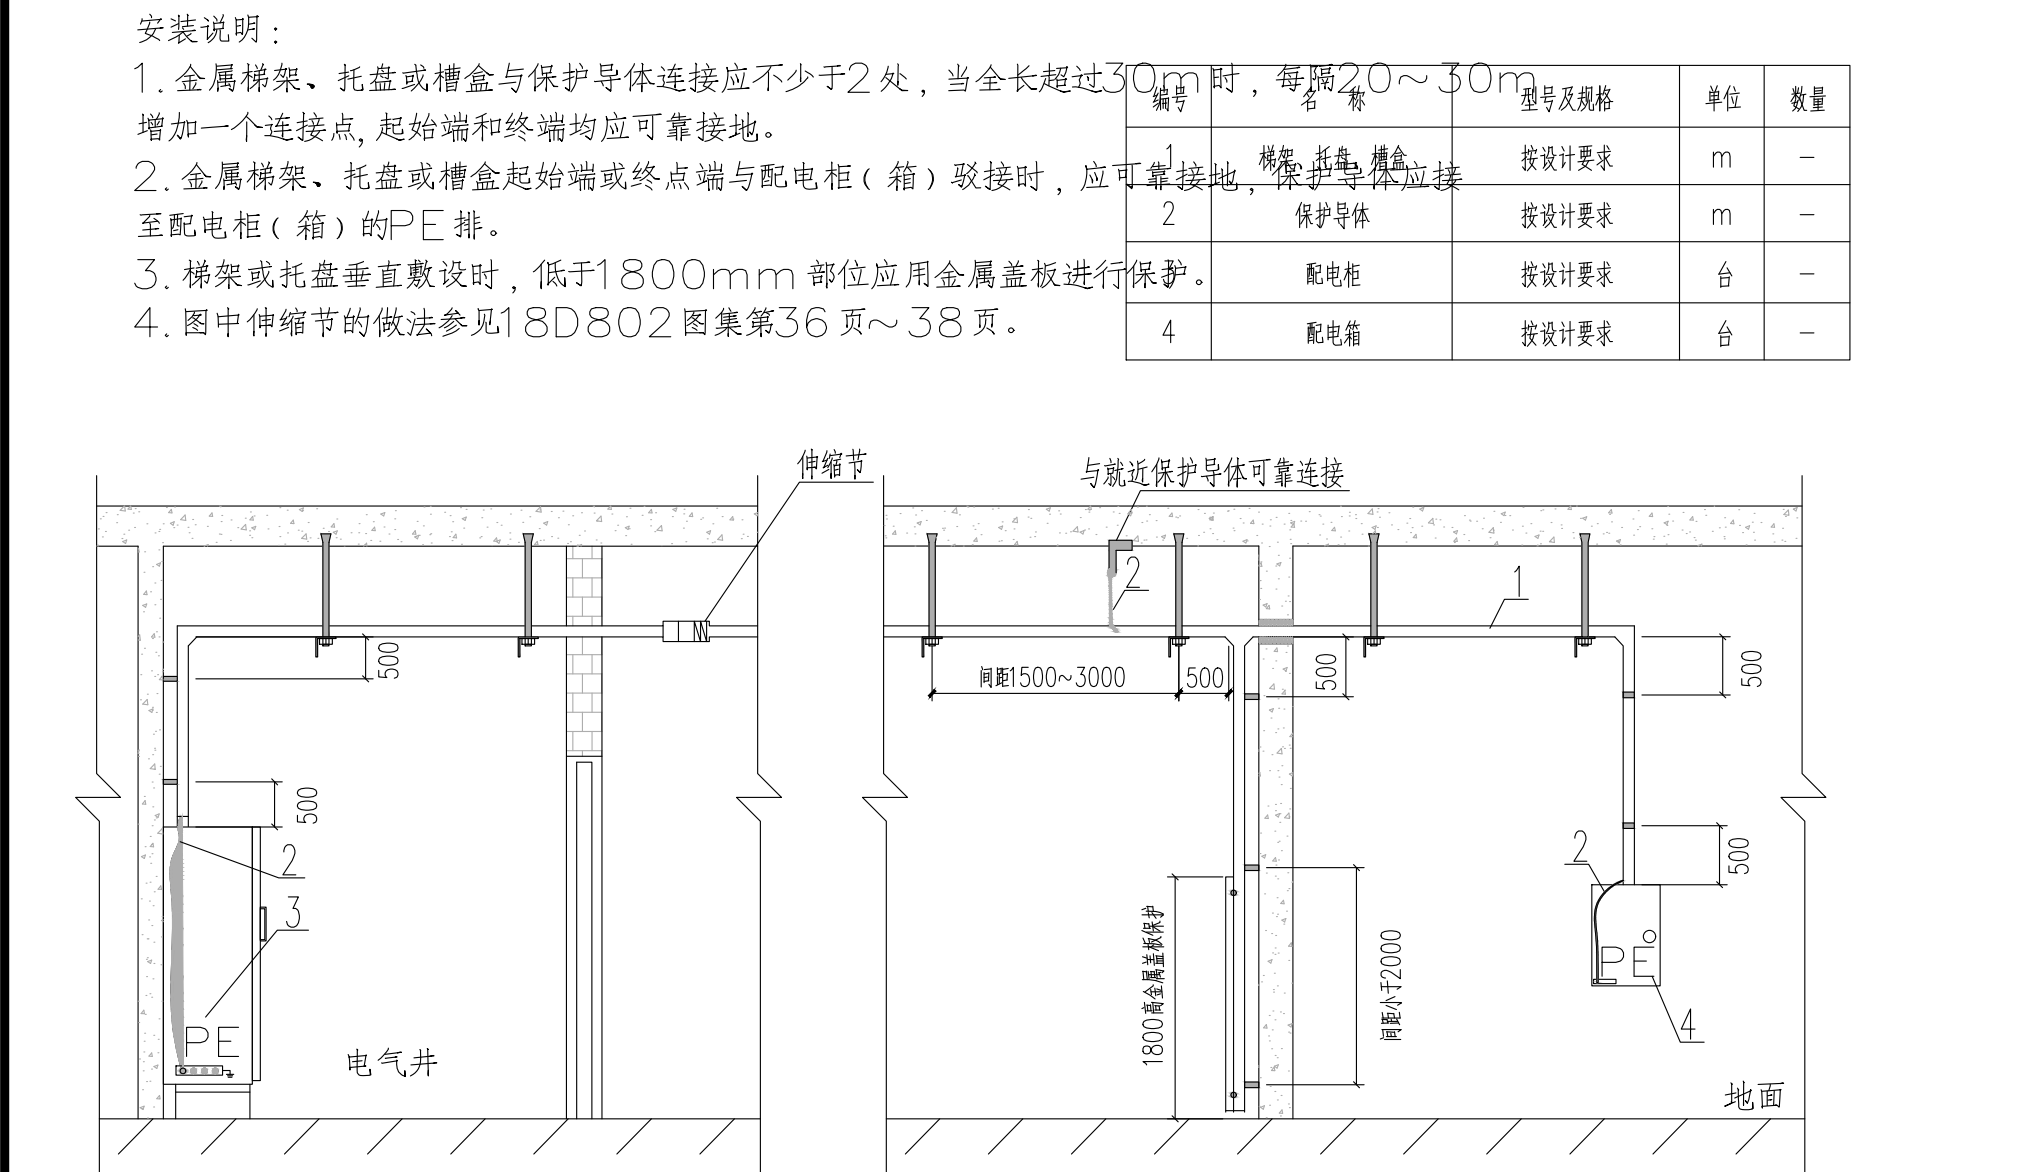 安装说明：
1.金属梯架、托盘或槽盒与保护导体连接应不少于2处，当全长超过30m时，每隔20～30m
增加一个连接点,起始端和终端均应可靠接地。
2.金属梯架、托盘或槽盒起始端或终点端与配电柜（箱）驳接时，应可靠接地，保护导体应接
至配电柜（箱）的PE排。
3.梯架或托盘垂直敷设时，低于1800mm部位应用金属盖板进行保护。
4.图中伸缩节的做法参见18D802图集第36页～38页。
编号 名 称 型号及规格 单位 数量
1 梯架、托盘、槽盒 按设计要求 m —
2 保护导体 按设计要求 m —
3 配电柜 按设计要求 台 —
4 配电箱 按设计要求 台 —
伸缩节
与就近保护导体可靠连接
2
1
500
间距1500~3000
500
500
500
500
2
3
PE
电气井
1800高金属盖板保护
间距小于2000
2
500
PE
4
地面